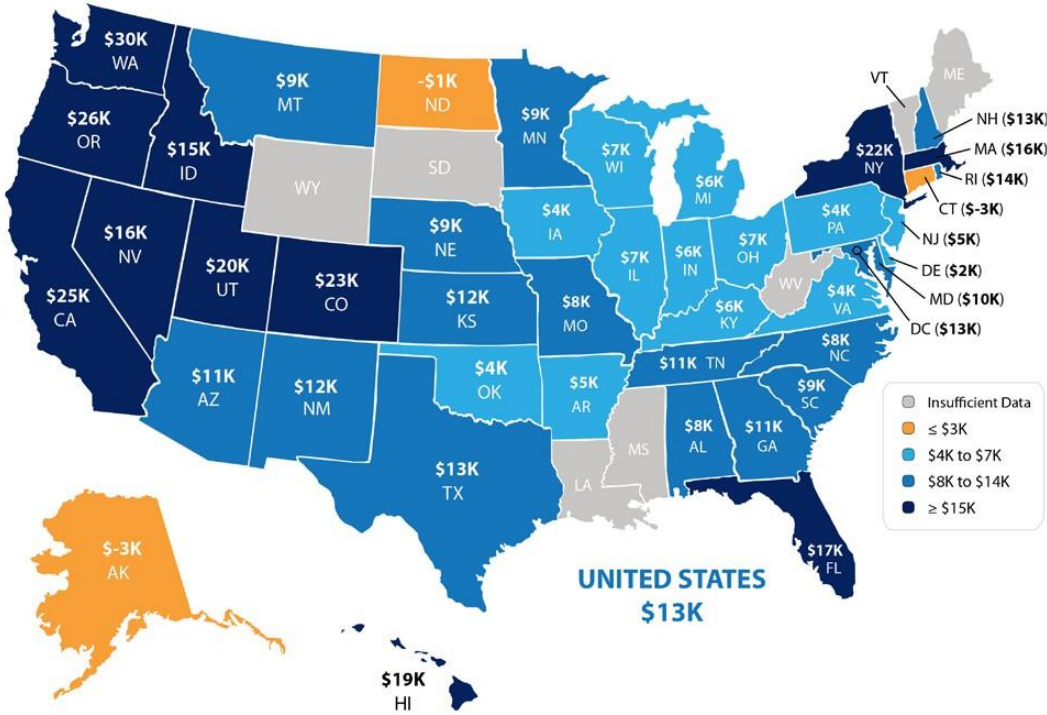 $30K
WA
$26K
OR
$15K
ID
$9K
MT
-$1K
ND
$9K
MN
WY
SD
$7K
WI
$6K
MI
VT
ME
NH ($13K)
$22K
NY
MA ($16K)
RI ($14K)
CT ($-3K)
NJ ($5K)
DE ($2K)
MD ($10K)
DC ($13K)
$25K
CA
$16K
NV
$20K
UT
$23K
CO
$9K
NE
$4K
IA
$7K
IL
$6K
IN
$7K
OH
$4K
PA
WV
$4K
VA
$12K
KS
$8K
MO
$6K
KY
$11K
AZ
$12K
NM
$4K
OK
$5K
AR
$11K TN
$8K
NC
$9K
SC
$13K
TX
LA
MS
$8K
AL
$11K
GA
$17K
FL
Insufficient Data
≤ $3K
$4K to $7K
$8K to $14K
≥ $15K
$-3K
AK
$19K
HI
UNITED STATES
$13K